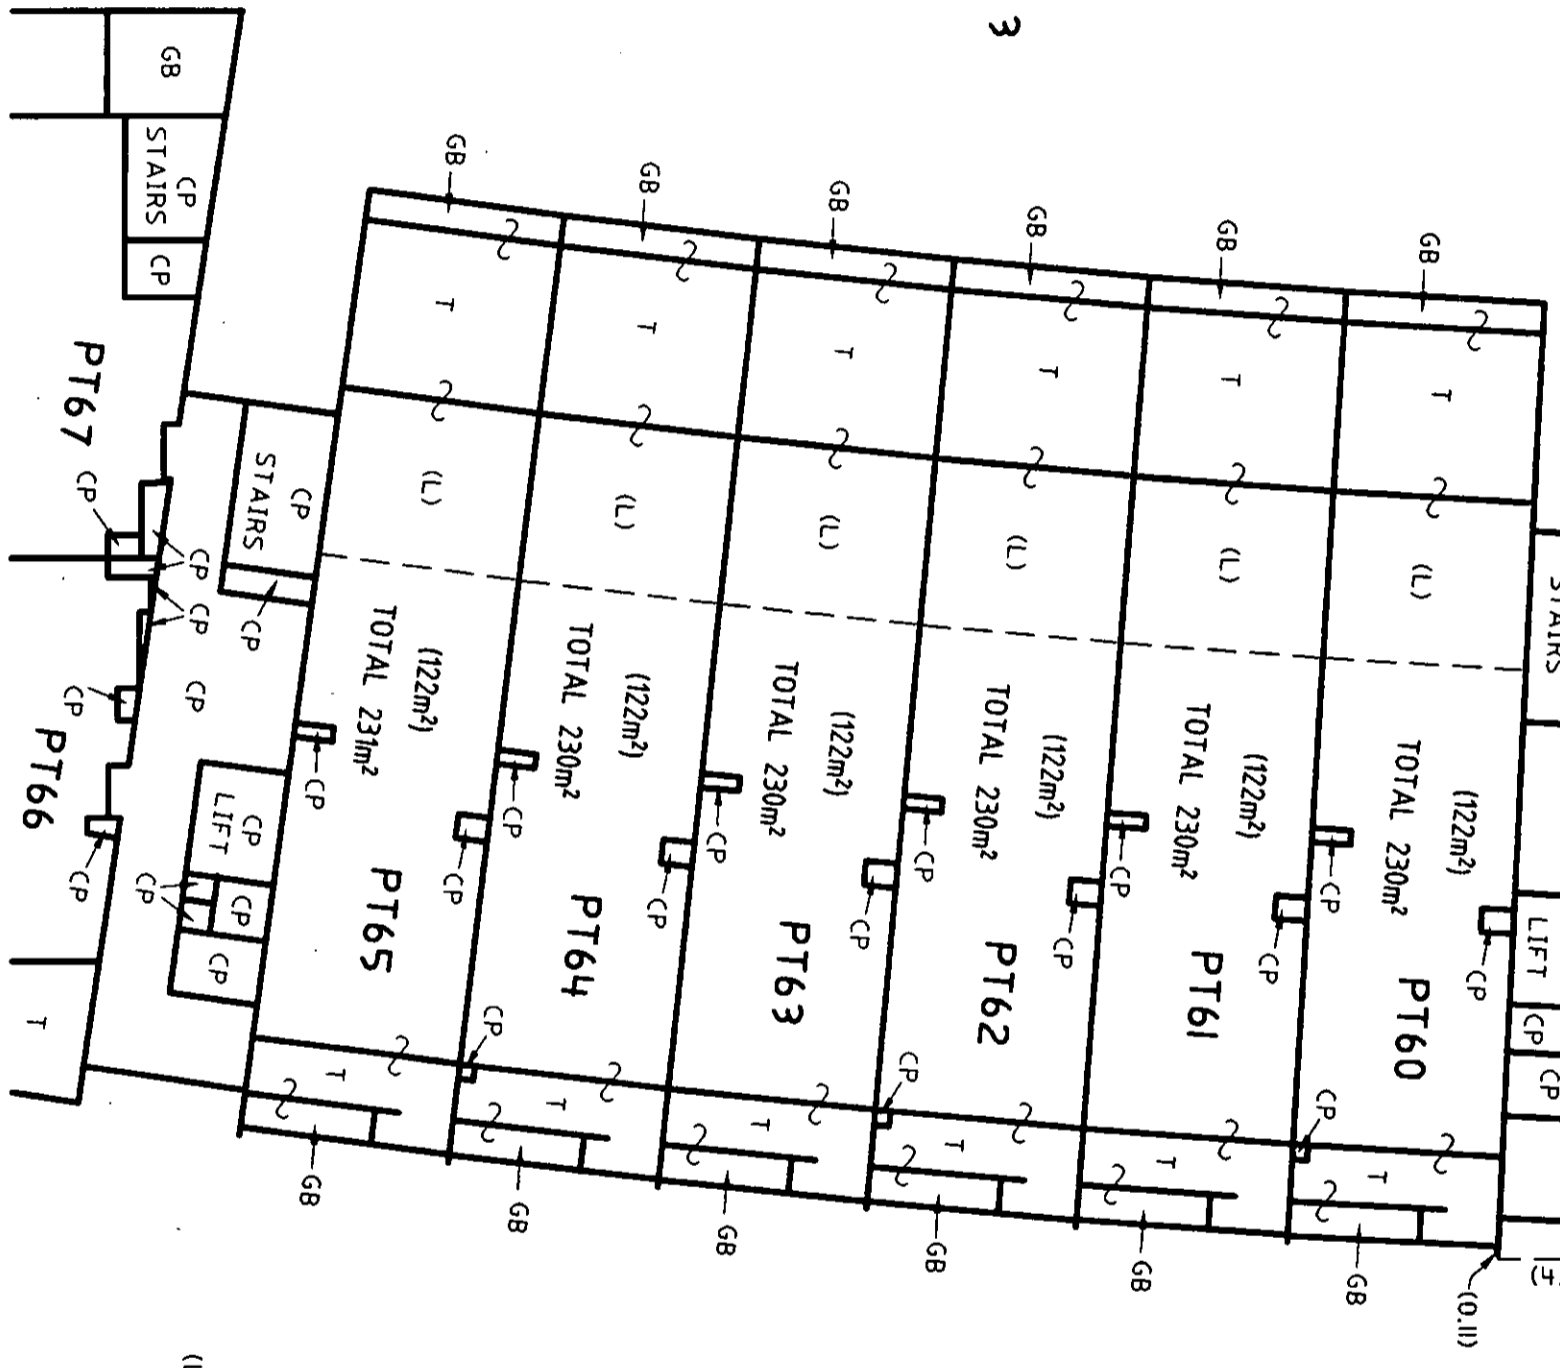 3
GB
CP
STAIRS
CP
PT67
CP
CP
CP
CP
PT66
CP
T
GB
T
(L)
CP
STAIRS
CP
CP
(122m²)
TOTAL 231m²
CP
CP
LIFT
CP
CP
CP
PT65
CP
T
GB
GB
T
(L)
(122m²)
TOTAL 230m²
CP
CP
PT64
CP
T
GB
GB
T
(L)
(122m²)
TOTAL 230m²
CP
CP
PT63
T
GB
GB
T
(L)
(122m²)
TOTAL 230m²
CP
CP
PT62
CP
T
GB
GB
T
(L)
(122m²)
TOTAL 230m²
CP
CP
PT61
T
GB
GB
T
(L)
(122m²)
TOTAL 230m²
CP
CP
PT60
CP
T
GB
STAIRS
LIFT
CP
CP
(0.11)